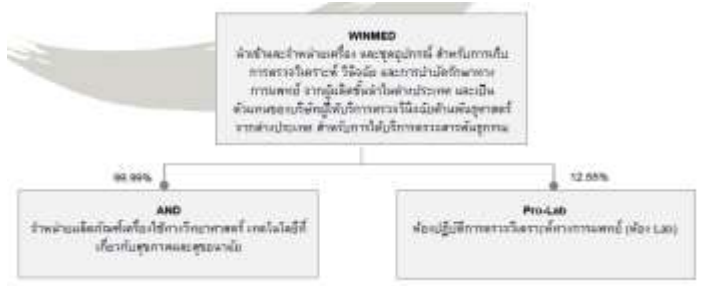 WINMED
นำเข้าและจำหน่ายเครื่อง และชุดอุปกรณ์ สำหรับการเก็บ
การตรวจวิเคราะห์ วินิจฉัย และการบำบัดรักษาทาง
การแพทย์ จากผู้ผลิตชั้นนำในต่างประเทศ และเป็น
ตัวแทนของบริษัทผู้ให้บริการตรวจวินิจฉัยด้านพันธุศาสตร์
จากต่างประเทศ สำหรับการให้บริการตรวจสารพันธุกรรม
99.99%
12.55%
AND
จำหน่ายผลิตภัณฑ์เครื่องใช้ทางวิทยาศาสตร์ เทคโนโลยีที่
เกี่ยวกับสุขภาพและสุขอนามัย
Pro-Lab
ห้องปฏิบัติการตรวจวิเคราะห์ทางการแพทย์ (ห้อง Lab)